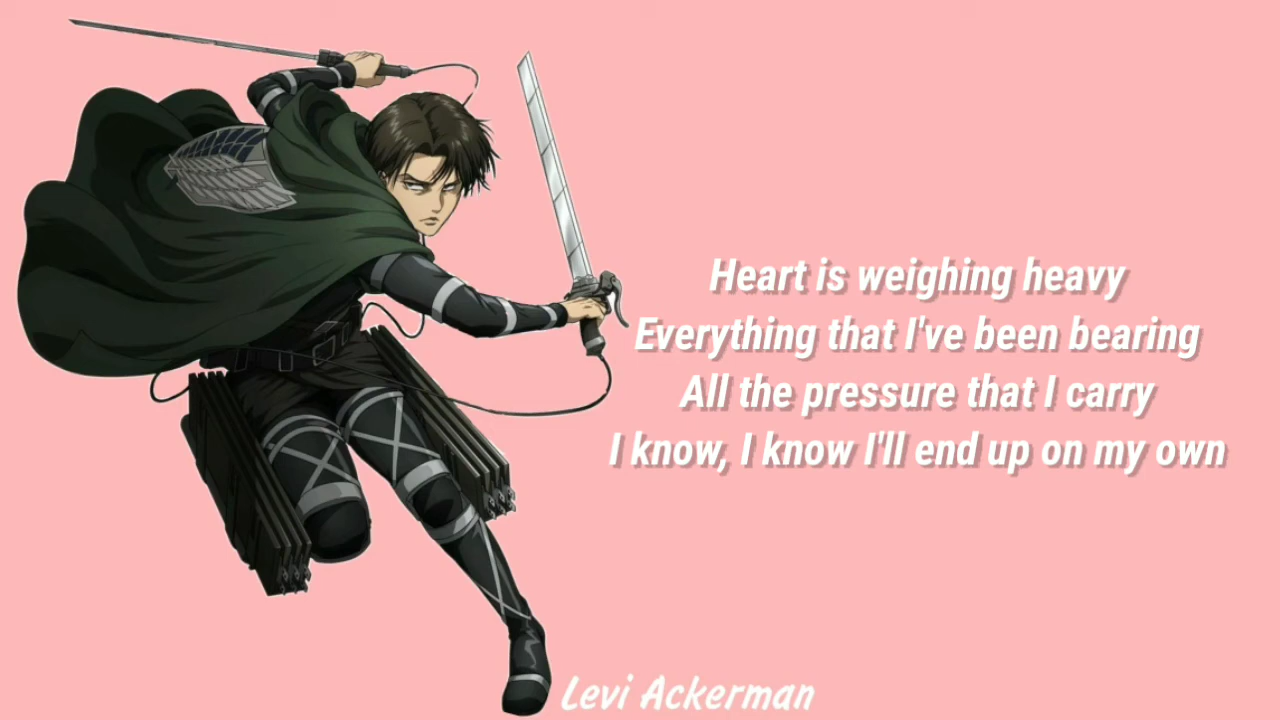 Heart is weighing heavy
Everything that I've been bearing
All the pressure that I carry
I know, I know I'll end up on my own
Levi Ackerman